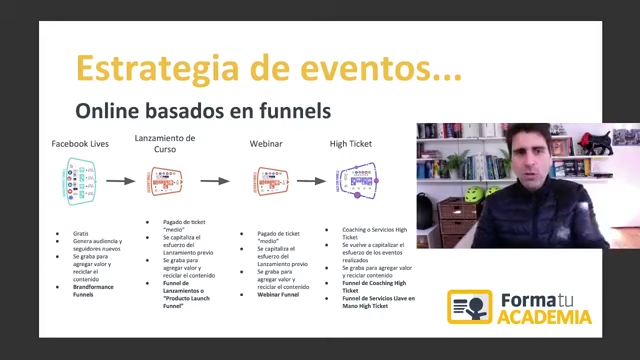 Estrategia de eventos...
Online basados en funnels
Facebook Lives
Gratis
Genera audiencia y
seguidores nuevos
Se graba para
agregar valor y
reciclar el
contenido
Brandformance
Funnels
Lanzamiento de
Curso
Pagado de ticket
"medio"
Se capitaliza el
esfuerzo del
Lanzamiento previo
Se graba para
agregar valor y
reciclar el contenido
Funnel de
Lanzamientos o
"Producto Launch
Funnel"
Webinar
Pagado de ticket
"medio"
Se capitaliza el
esfuerzo del
Lanzamiento previo
Se graba para
agregar valor y
reciclar el contenido
Webinar Funnel
High Ticket
Coaching o Servicios High
Ticket
Se vuelve a capitalizar el
esfuerzo de los eventos
realizados
Se graba para agregar valor
y reciclar contenido
Funnel de Coaching High
Ticket
Funnel de Servicios Llave en
Mano High Ticket
Formatu
ACADEMIA